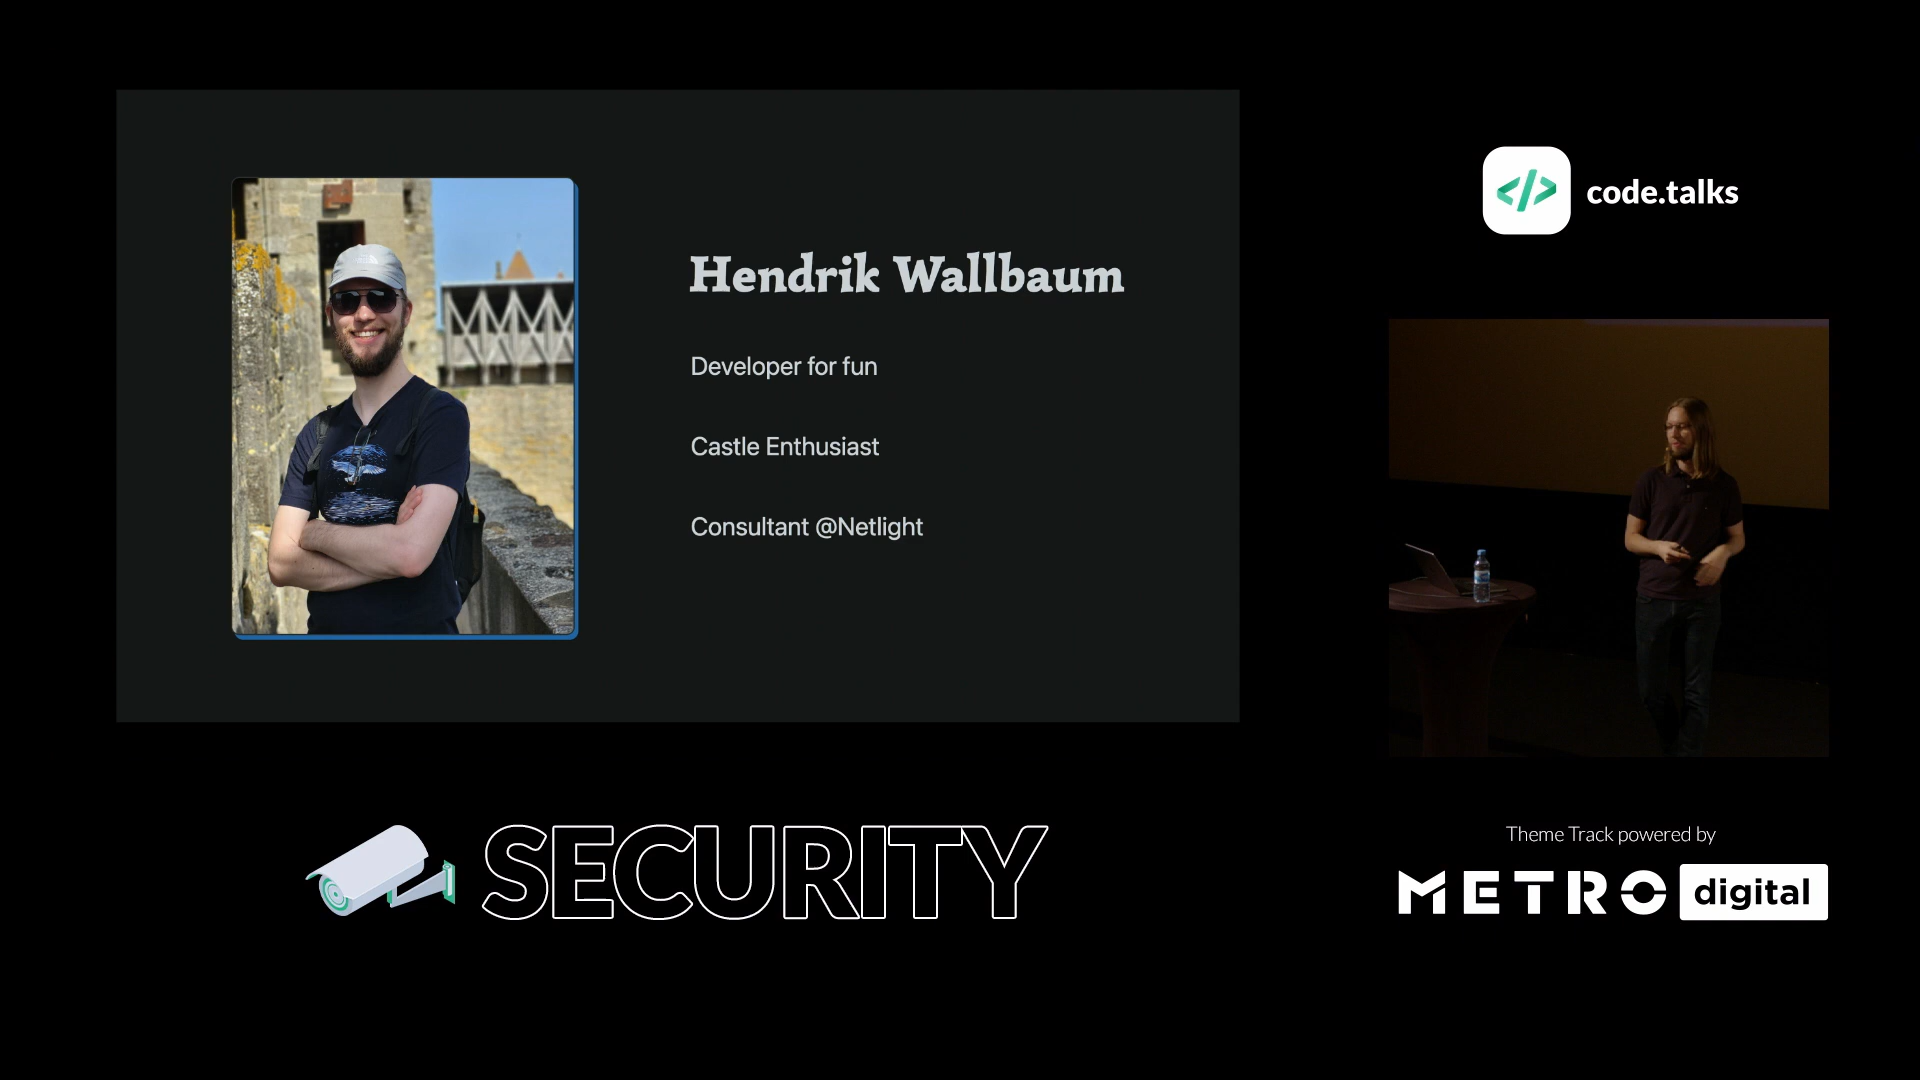 Hendrik Wallbaum
Developer for fun
Castle Enthusiast
Consultant @Netlight
</> code.talks
SECURITY
Theme Track powered by
METRO digital